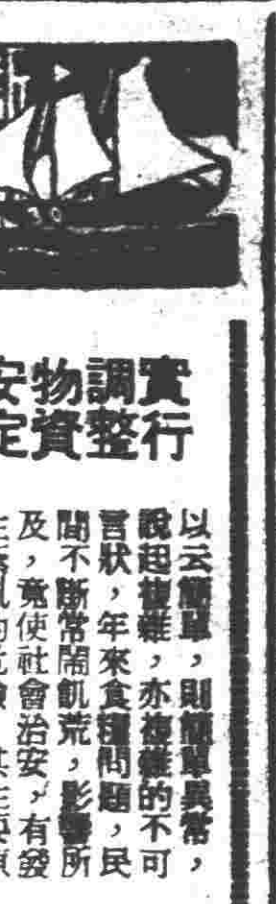 實行
調整
物資
安定
以云簡單，則簡單異常，
說起複雜，亦複雜的不可
言狀，年來食糧問題，民
間不斷常鬧飢荒，影響所
及，竟使社會治安，有發